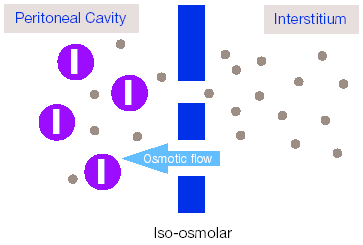 Peritoneal Cavity
Interstitium
Osmotic flow
Iso-osmolar